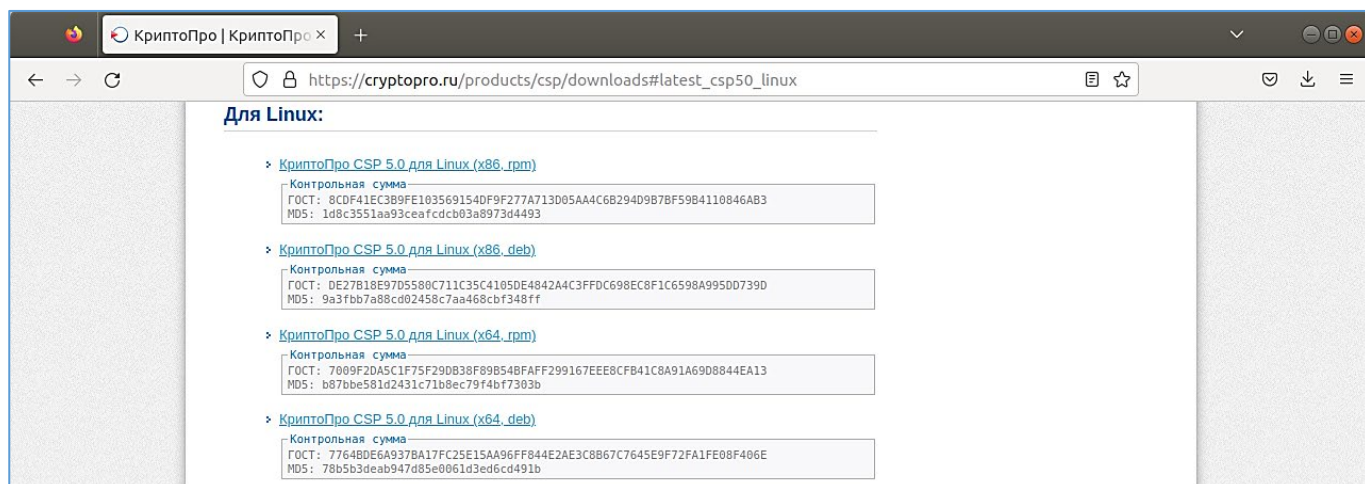 КриптоПро | КриптоПро
https://cryptopro.ru/products/csp/downloads#latest_csp50_linux
Для Linux:
КриптоПро CSP 5.0 для Linux (x86, rpm)
Контрольная сумма
ГОСТ: 8CDF41EC3B9FE103569154DF9F277A713D05AA4C6B294D9B7BF59B4110846AB3
MD5: 1d8c3551aa93ceafcdcb03a8973d4493
КриптоПро CSP 5.0 для Linux (x86, deb)
Контрольная сумма
ГОСТ: DE27B18E97D5580C711C35C4105DE4842A4C3FFDC698EC8F1C6598A995DD739D
MD5: 9a3fbb7a88cd02458c7aa468cbf348ff
КриптоПро CSP 5.0 для Linux (x64, rpm)
Контрольная сумма
ГОСТ: 7009F2DA5C1F75F29DB38F89B54BFAFF299167EEE8CFB41C8A91A69D8844EA13
MD5: b87bbe581d2431c71b8ec79f4bf7303b
КриптоПро CSP 5.0 для Linux (x64, deb)
Контрольная сумма
ГОСТ: 7764BDE6A937BA17FC25E15AA96FF844E2AE3C8B67C7645E9F72FA1FE08F406E
MD5: 78b5b3deab947d85e0061d3ed6cd491b